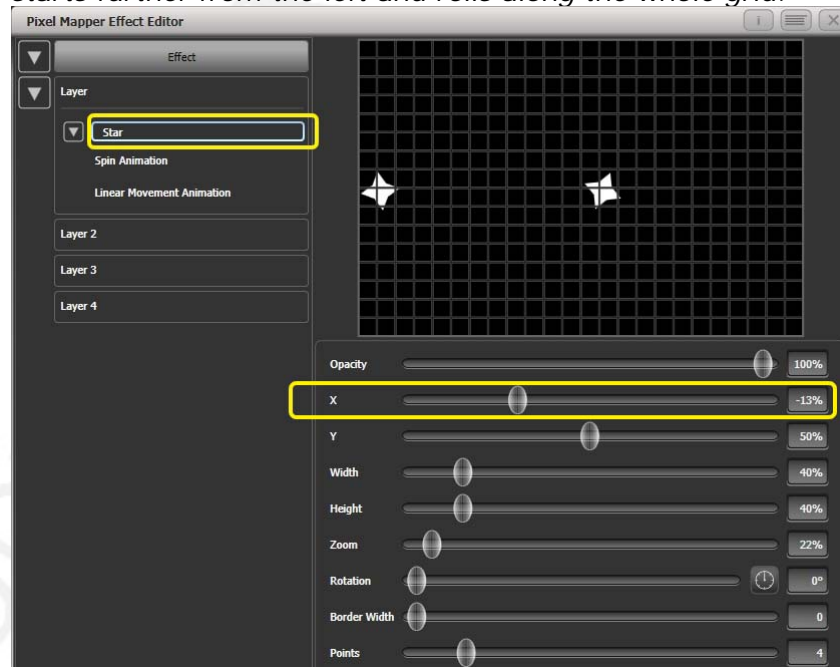 starts further from the left and rolls along the whole grid.
Pixel Mapper Effect Editor
Effect
Layer
Star
Spin Animation
Linear Movement Animation
Layer 2
Layer 3
Layer 4
Opacity 100%
X -13%
Y 50%
Width 40%
Height 40%
Zoom 22%
Rotation 0°
Border Width 0
Points 4